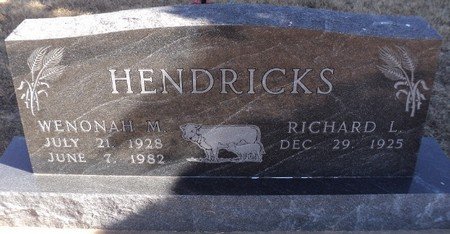 HENDRICKS
WENONAH M.
JULY 21, 1928
JUNE 7, 1982
RICHARD L.
DEC. 29, 1925